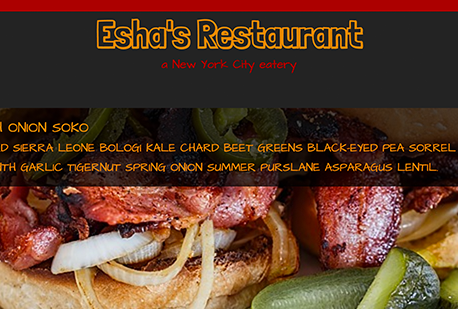 Esha's Restaurant
a New York City eatery
ONION SOKO
SIERRA LEONE BOLOGI KALE CHARD BEET GREENS BLACK-EYED PEA SORREL
GARLIC TIGERNUT SPRING ONION SUMMER PURSLANE ASPARAGUS LENTIL